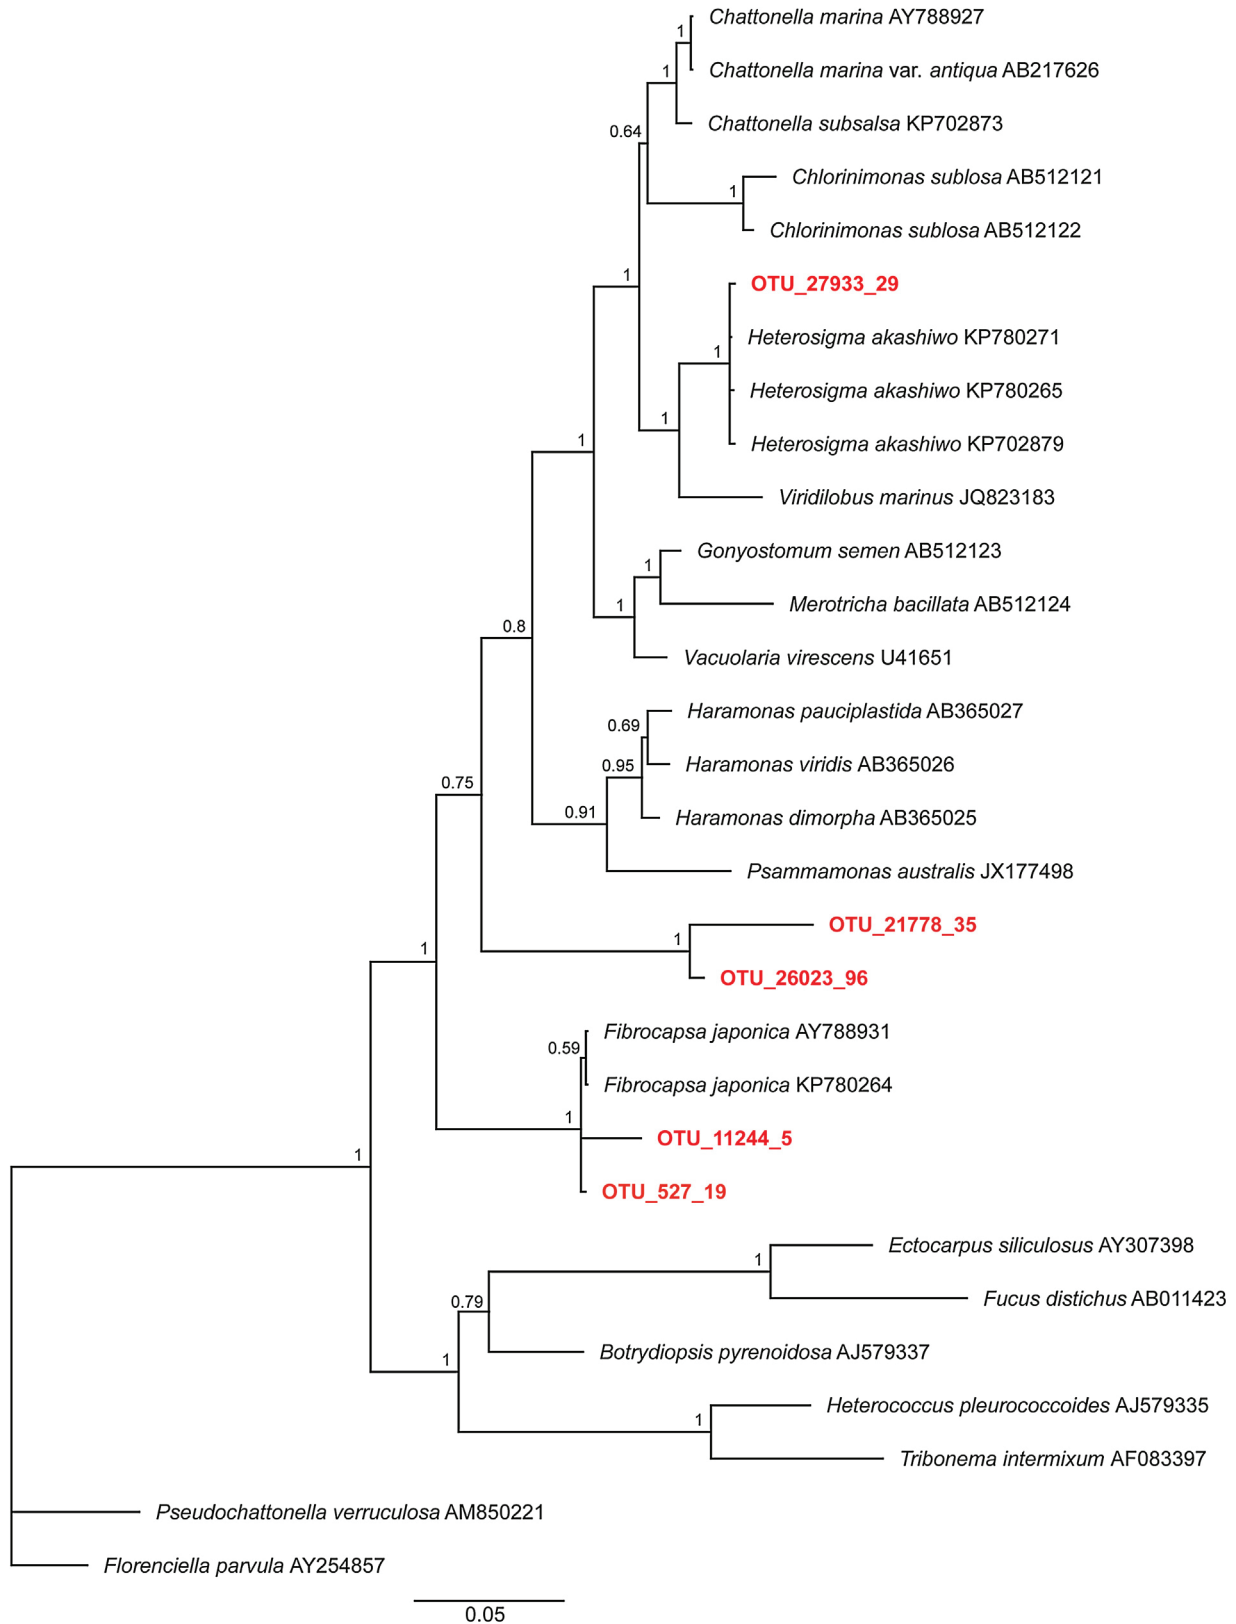 Chattonella marina AY788927
1
Chattonella marina var. antiqua AB217626
1
Chattonella subsalsa KP702873
0.64
Chlorinimonas sublosa AB512121
1
Chlorinimonas sublosa AB512122
1
OTU_27933_29
Heterosigma akashiwo KP780271
1
Heterosigma akashiwo KP780265
1
Heterosigma akashiwo KP702879
1
Viridilobus marinus JQ823183
Gonyostomum semen AB512123
1
Merotricha bacillata AB512124
1
0.8
Vacuolaria virescens U41651
Haramonas pauciplastida AB365027
0.69
Haramonas viridis AB365026
0.95
0.75
Haramonas dimorpha AB365025
0.91
Psammamonas australis JX177498
OTU_21778_35
1
1
OTU_26023_96
Fibrocapsa japonica AY788931
0.59
Fibrocapsa japonica KP780264
1
OTU_11244_5
1
OTU_527_19
Ectocarpus siliculosus AY307398
1
Fucus distichus AB011423
0.79
Botrydiopsis pyrenoidosa AJ579337
1
Heterococcus pleurococcoides AJ579335
1
Tribonema intermixum AF083397
Pseudochattonella verruculosa AM850221
Florenciella parvula AY254857
0.05